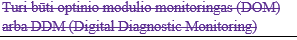 Turi būti optinio modulio monitoringas (DOM)
arba DDM (Digital Diagnostic Monitoring)